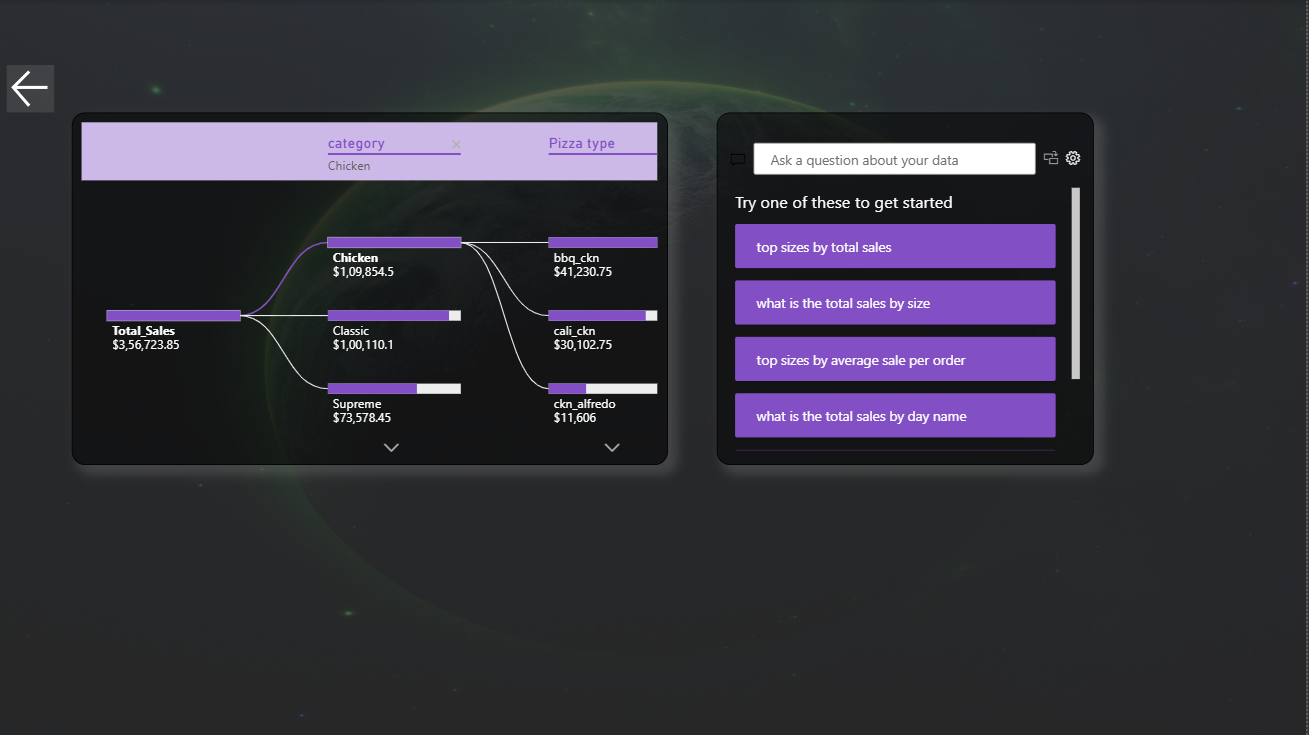 category
Chicken
Pizza type
Chicken
$1,09,854.5
bbq_ckn
$41,230.75
Total_Sales
$3,56,723.85
Classic
$1,00,110.1
cali_ckn
$30,102.75
Supreme
$73,578.45
ckn_alfredo
$11,606
Ask a question about your data
Try one of these to get started
top sizes by total sales
what is the total sales by size
top sizes by average sale per order
what is the total sales by day name